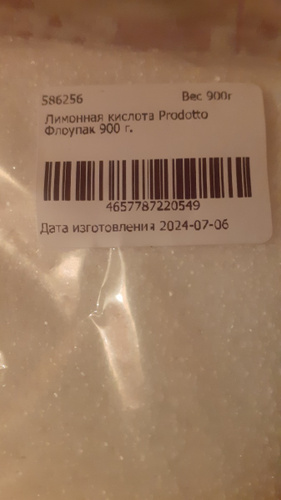 586256 Вес 900г
Лимонная кислота Prodotto
Флоупак 900 г.
4657787220549
Дата изготовления 2024-07-06